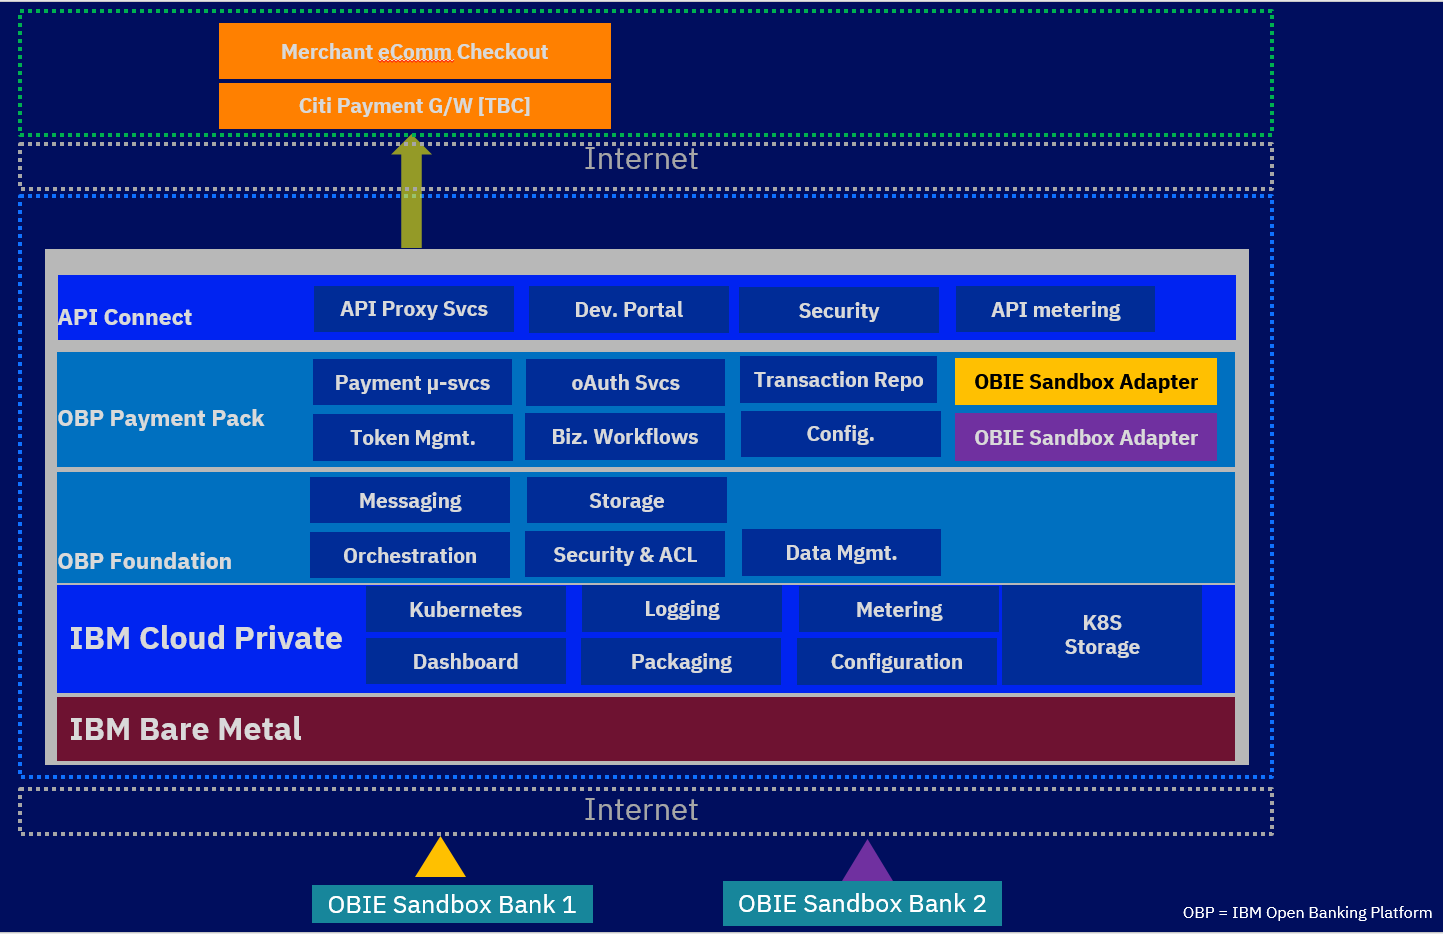 Merchant eComm Checkout
Citi Payment G/W [TBC]
Internet
API Connect
API Proxy Svcs
Dev. Portal
Security
API metering
OBP Payment Pack
Payment µ-svcs
oAuth Svcs
Transaction Repo
OBIE Sandbox Adapter
Token Mgmt.
Biz. Workflows
Config.
OBIE Sandbox Adapter
OBP Foundation
Messaging
Storage
Orchestration
Security & ACL
Data Mgmt.
IBM Cloud Private
Kubernetes
Logging
Metering
K8S
Storage
Dashboard
Packaging
Configuration
IBM Bare Metal
Internet
OBIE Sandbox Bank 1
OBIE Sandbox Bank 2
OBP = IBM Open Banking Platform